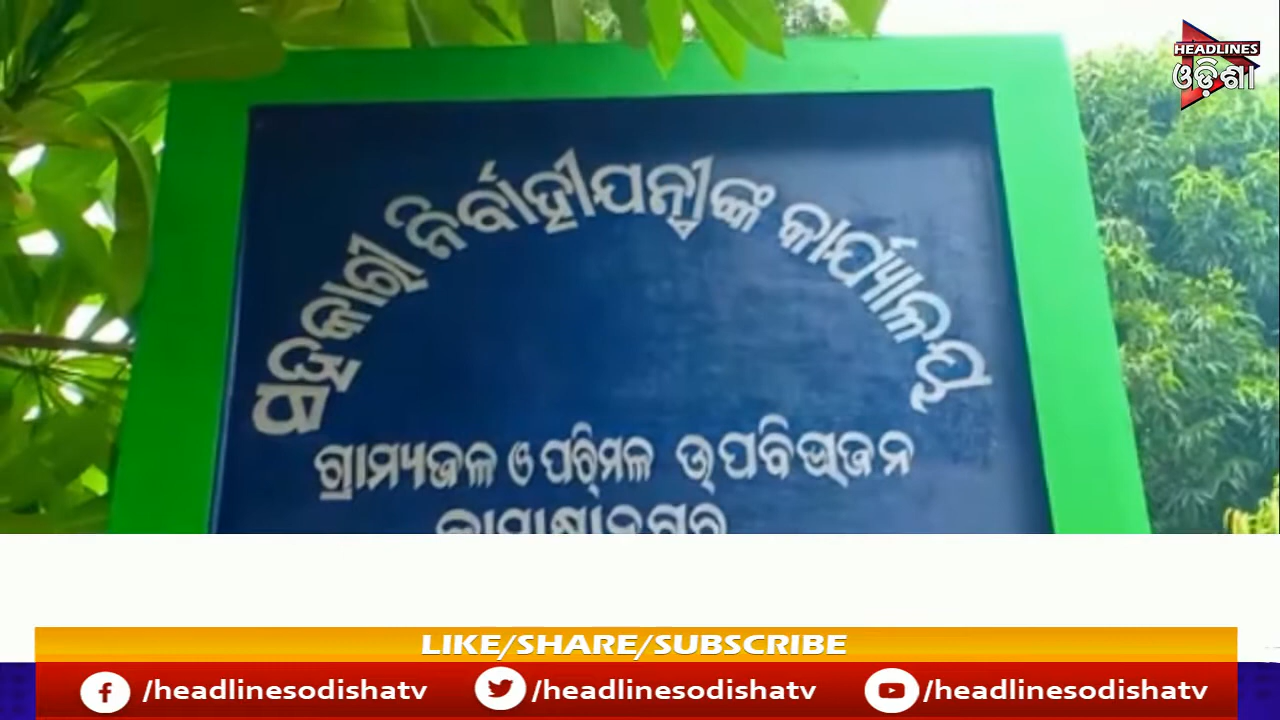 HEADLINES
ଓଡ଼ିଶା
ସହକାରୀ ନିର୍ବାହୀଯନ୍ତ୍ରୀଙ୍କ କାର୍ଯ୍ୟାଳୟ
ଗ୍ରାମ୍ୟଜଳ ଓ ପରିମଳ ଉପବିଭାଜନ
LIKE/SHARE/SUBSCRIBE
/headlinesodishatv /headlinesodishatv /headlinesodishatv